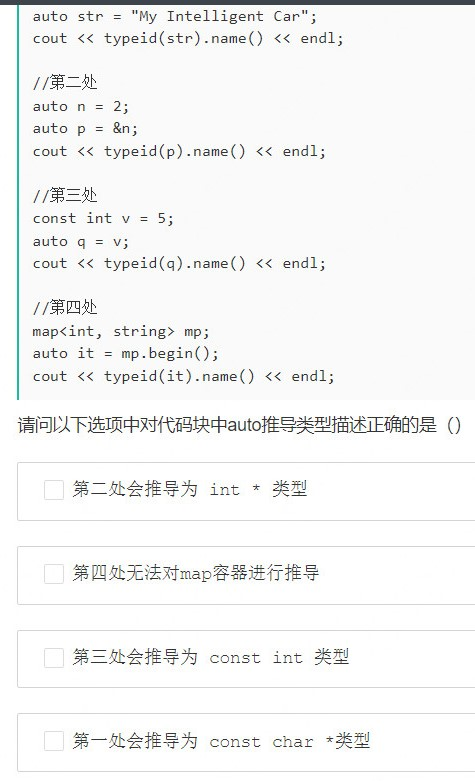 auto str = "My Intelligent Car";
cout << typeid(str).name() << endl;
//第二处
auto n = 2;
auto p = &n;
cout << typeid(p).name() << endl;
//第三处
const int v = 5;
auto q = v;
cout << typeid(q).name() << endl;
//第四处
map<int, string> mp;
auto it = mp.begin();
cout << typeid(it).name() << endl;
请问以下选项中对代码块中auto推导类型描述正确的是（）
第二处会推导为 int * 类型
第四处无法对map容器进行推导
第三处会推导为 const int 类型
第一处会推导为 const char *类型